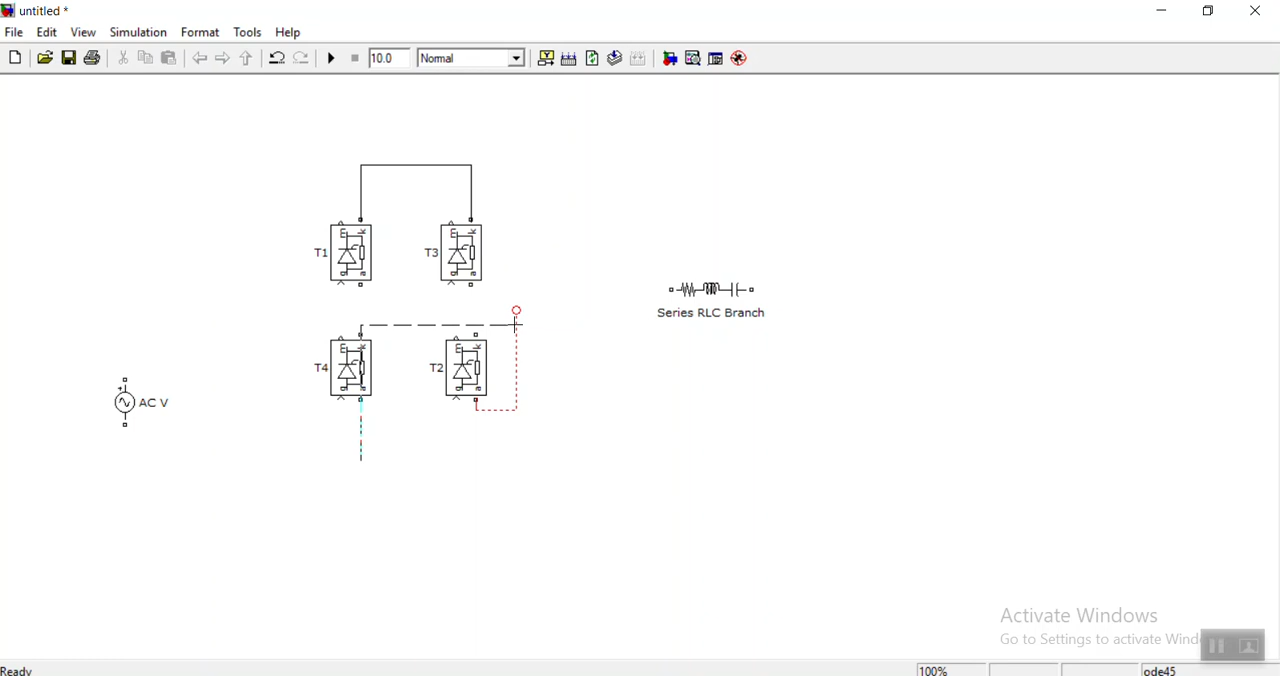 untitled *
File Edit View Simulation Format Tools Help
10.0 Normal
m k m k
T1 T3
g a g a
Series RLC Branch
m k m k
T4 T2
g a g a
+
AC V
Activate Windows
Go to Settings to activate
Ready 100% ode45